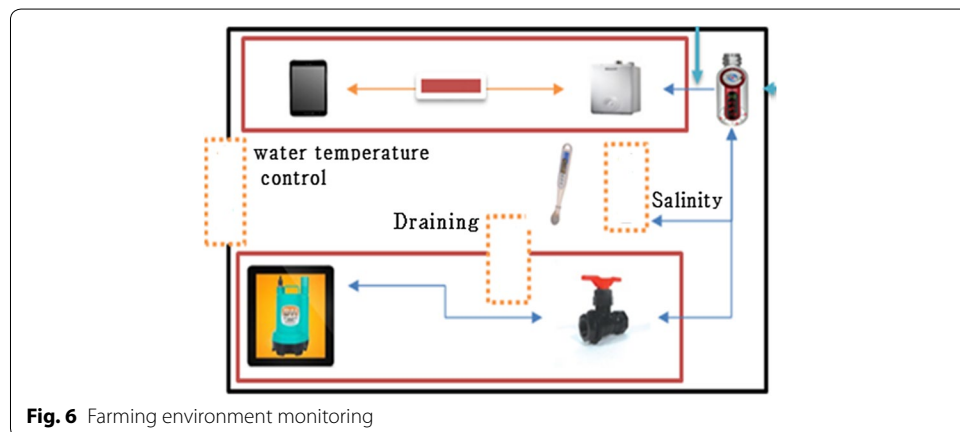 water temperature
control
Salinity
Draining
Fig. 6 Farming environment monitoring